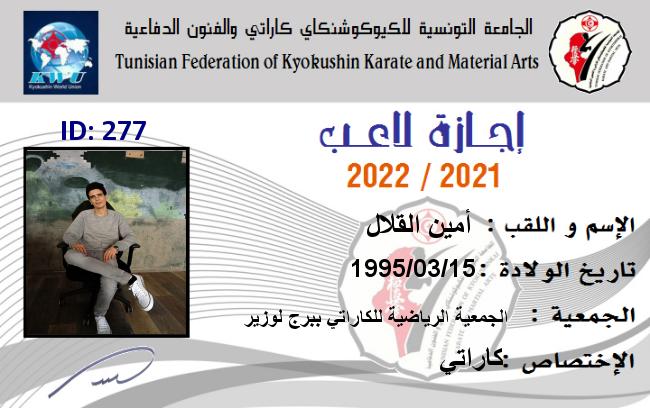 الجامعة التونسية للكيوكوشنكاي كاراتي والفنون الدفاعية
Tunisian Federation of Kyokushin Karate and Material Arts
KWU
Kyokushin World Union
ID: 277
إجازة لاعب
2022 / 2021
الإسم و اللقب : أمين القلال
تاريخ الولادة :1995/03/15
الجمعية : الجمعية الرياضية للكاراتي ببرج لوزير
الإختصاص :كاراتي